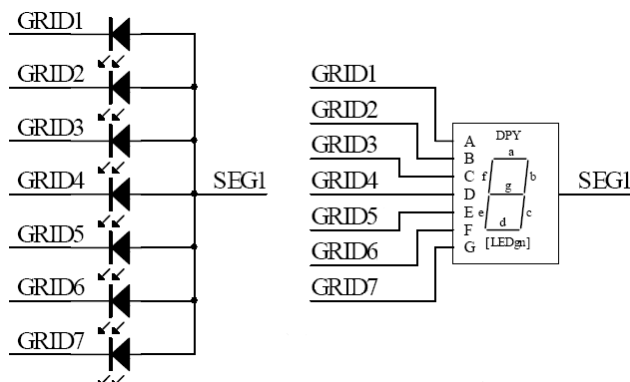 GRID1
GRID2
GRID3
GRID4
GRID5
GRID6
GRID7
SEG1
GRID1
GRID2
GRID3
GRID4
GRID5
GRID6
GRID7
A
B
C
D
E
F
G
DPY
a
f b
g
e c
d
[LEDgn]
SEG1